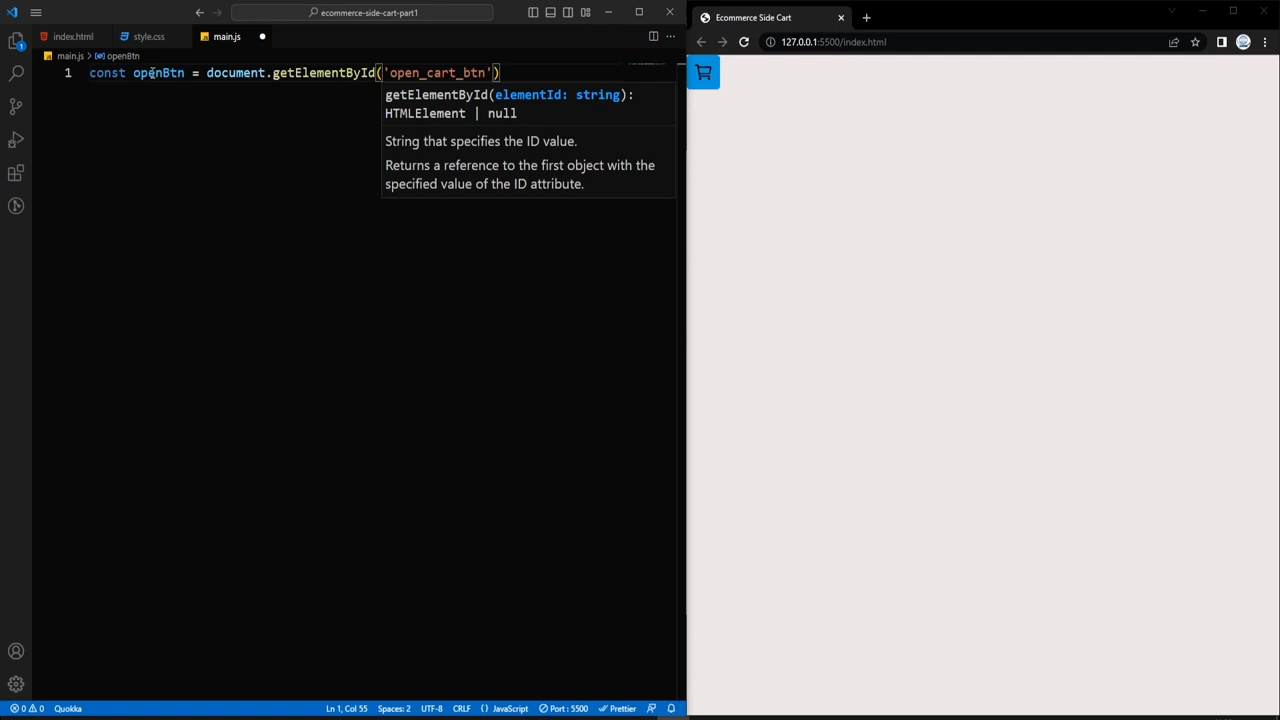 ecommerce-side-cart-part1
Ecommerce Side Cart
index.html
style.css
main.js
127.0.0.1:5500/index.html
main.js > openBtn
1 const openBtn = document.getElementById('open_cart_btn')
getElementById(elementId: string):
HTMLElement | null
String that specifies the ID value.
Returns a reference to the first object with the
specified value of the ID attribute.
1
0 0 Quokka Ln 1, Col 55 Spaces: 2 UTF-8 CRLF {} JavaScript Port : 5500 Prettier